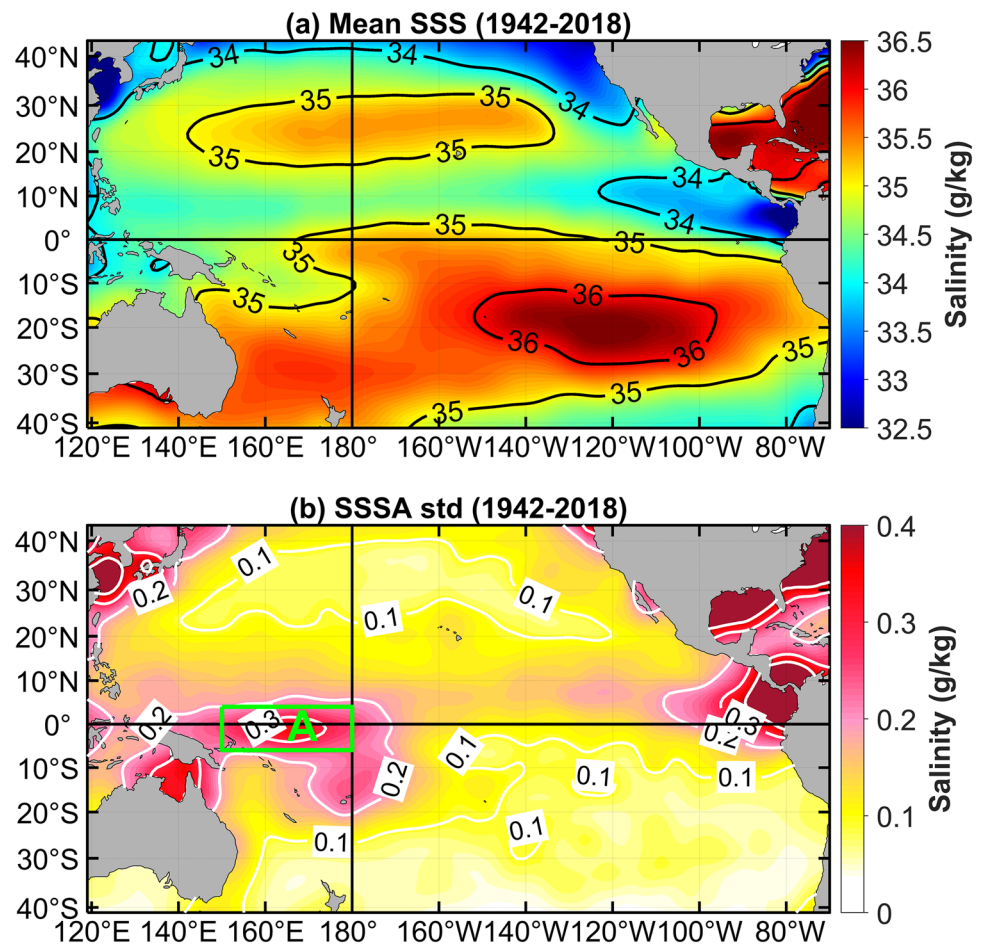 (a) Mean SSS (1942-2018)
40°N
30°N
20°N
10°N
0°
10°S
20°S
30°S
40°S
120°E 140°E 160°E 180° 160°W 140°W 120°W 100°W 80°W
34 34
35 35 34
35 35
34
34
35 35
35
35
36
36 36
35
35 35
36.5
36
35.5
35
34.5
34
33.5
33
32.5
Salinity (g/kg)
(b) SSSA std (1942-2018)
40°N
30°N
20°N
10°N
0°
10°S
20°S
30°S
40°S
120°E 140°E 160°E 180° 160°W 140°W 120°W 100°W 80°W
0.1
0.2 0.1
0.1
0.2 0.3 A 0.3
0.2
0.1
0.2 0.1 0.1
0.1 0.1
0.4
0.3
0.2
0.1
0
Salinity (g/kg)